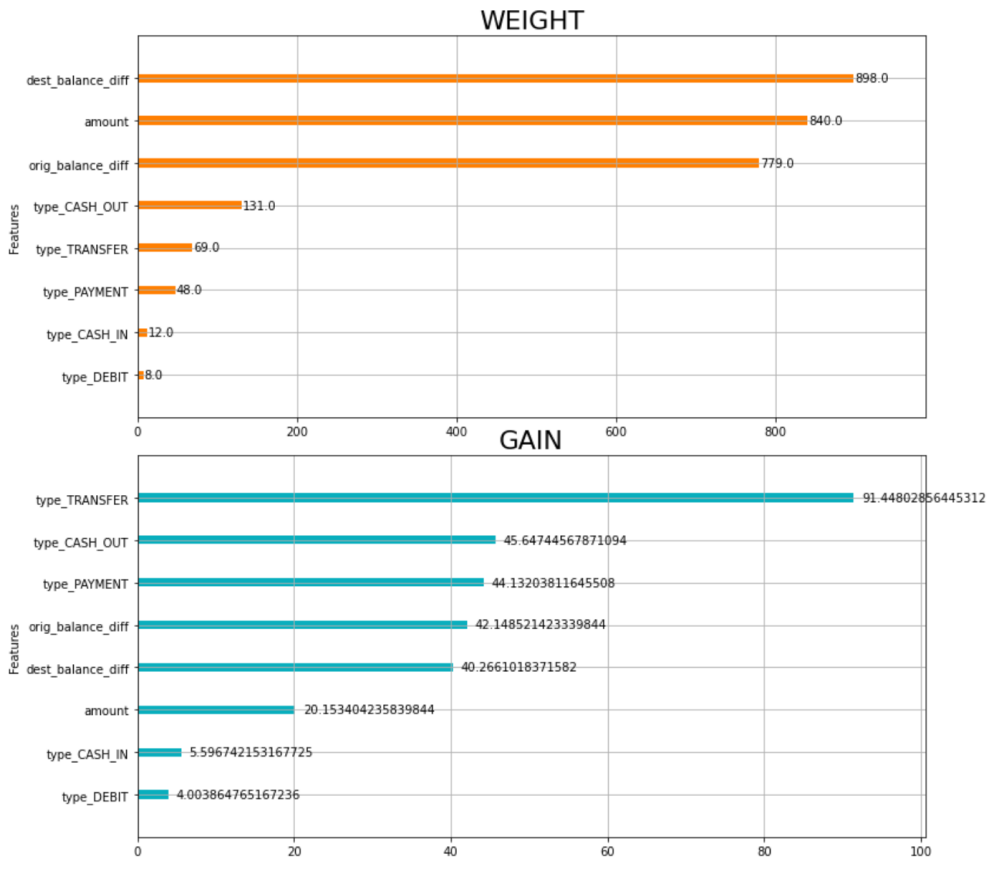 WEIGHT
dest_balance_diff 898.0
amount 840.0
orig_balance_diff 779.0
type_CASH_OUT 131.0
Features
type_TRANSFER 69.0
type_PAYMENT 48.0
type_CASH_IN 12.0
type_DEBIT 8.0
0 200 400 600 800
GAIN
type_TRANSFER 91.44802856445312
type_CASH_OUT 45.64744567871094
type_PAYMENT 44.13203811645508
orig_balance_diff 42.148521423339844
Features
dest_balance_diff 40.2661018371582
amount 20.153404235839844
type_CASH_IN 5.596742153167725
type_DEBIT 4.003864765167236
0 20 40 60 80 100